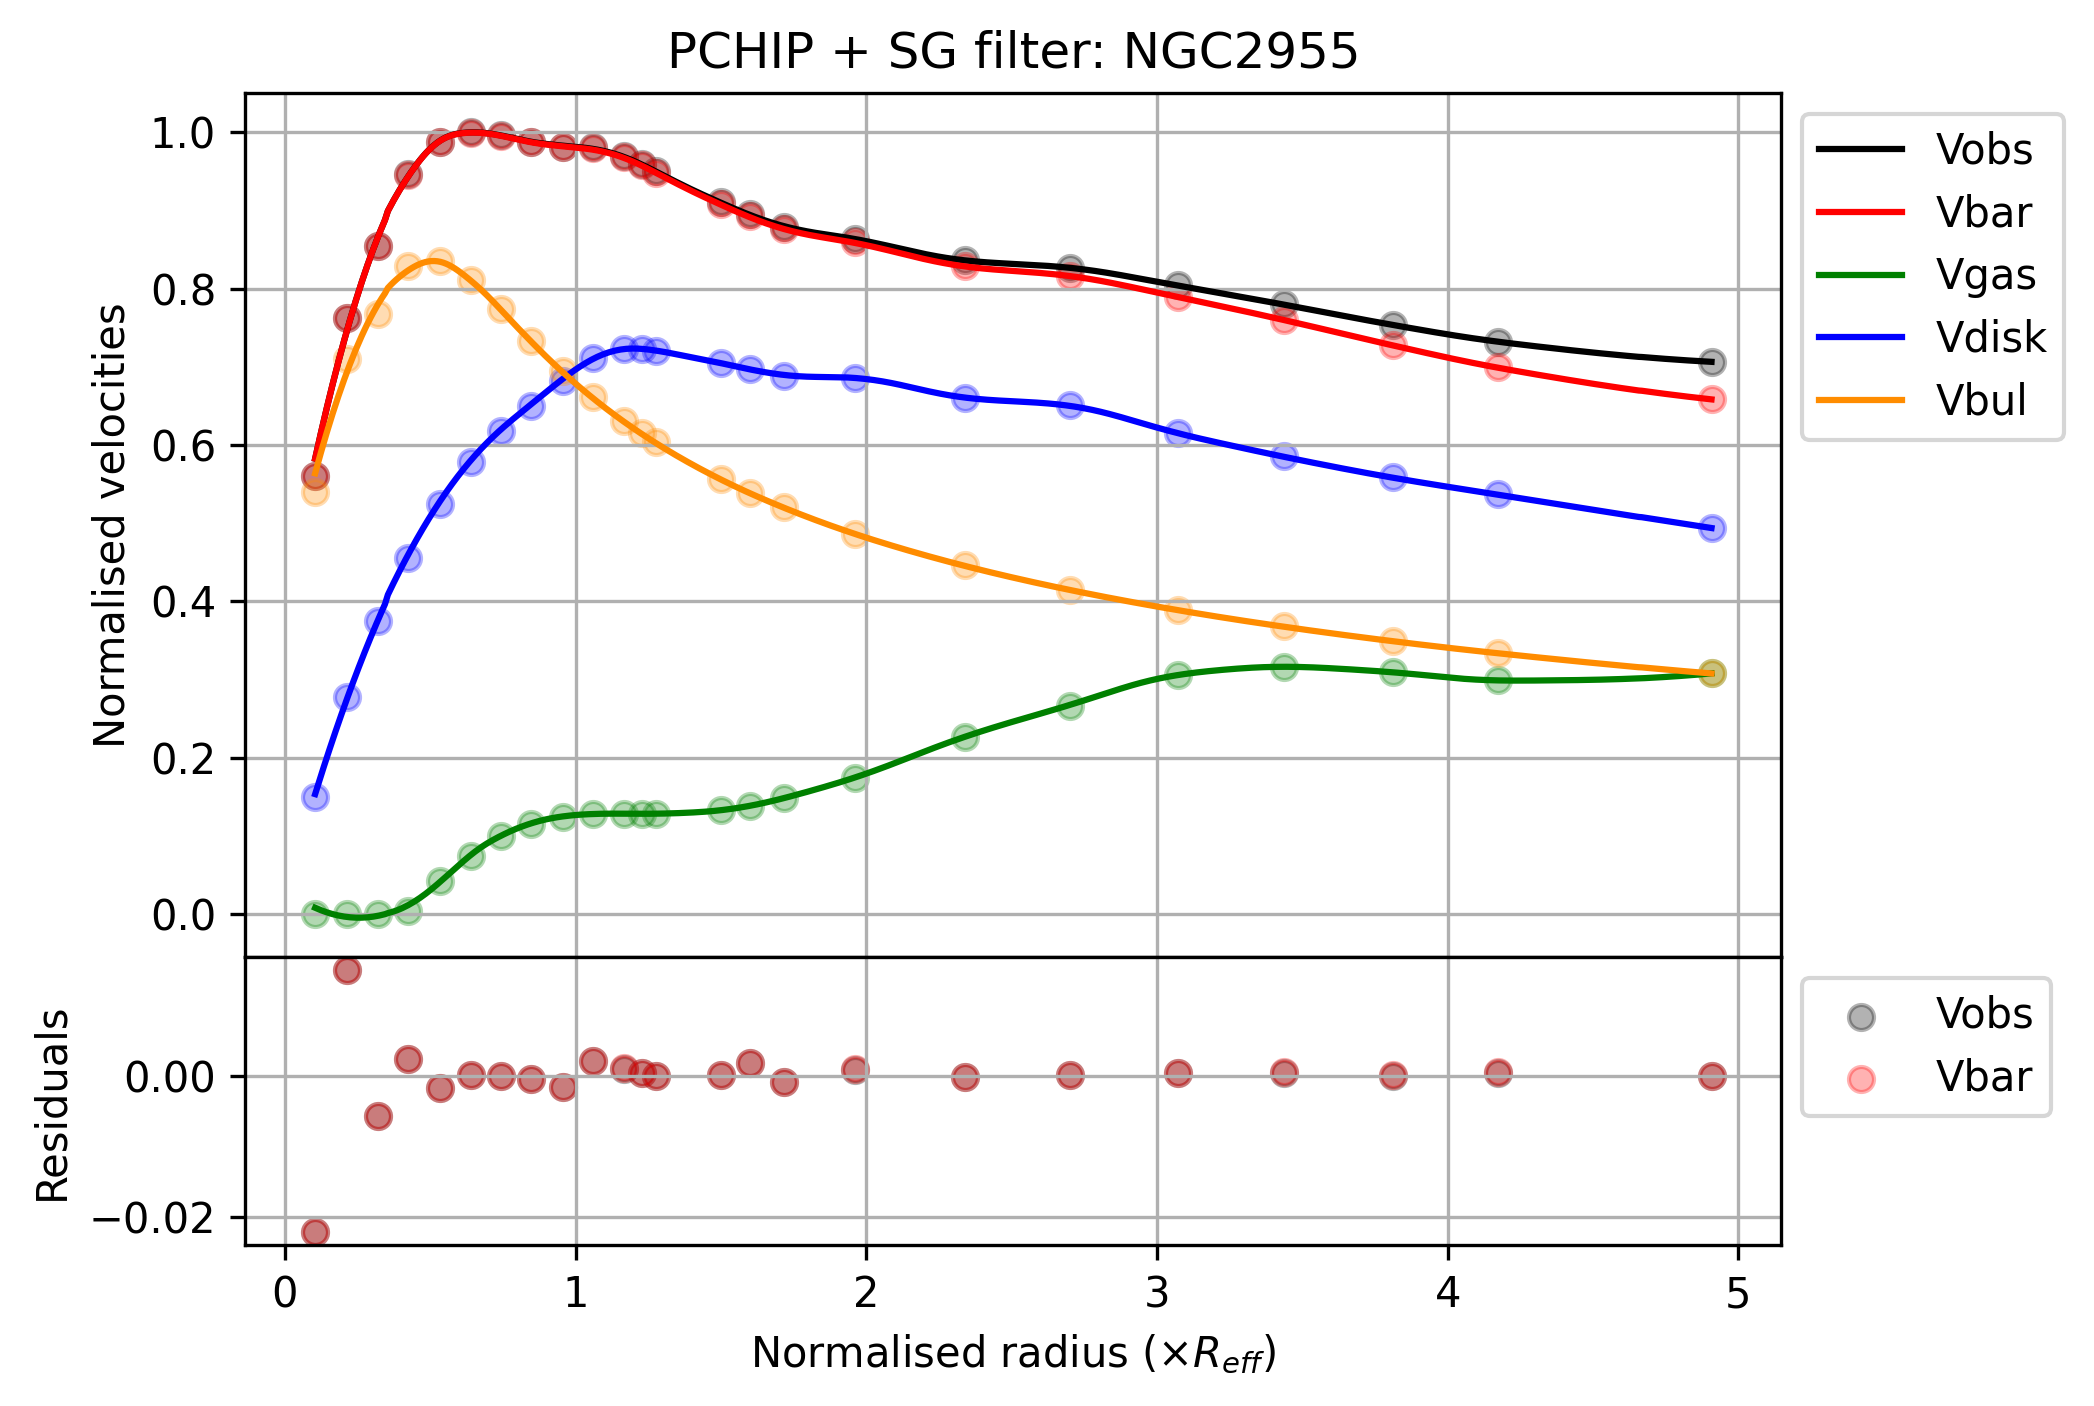 PCHIP + SG filter: NGC2955
Normalised velocities
1.0
0.8
0.6
0.4
0.2
0.0
Vobs
Vbar
Vgas
Vdisk
Vbul
Residuals
0.00
−0.02
Vobs
Vbar
0 1 2 3 4 5
Normalised radius (×R_{eff})